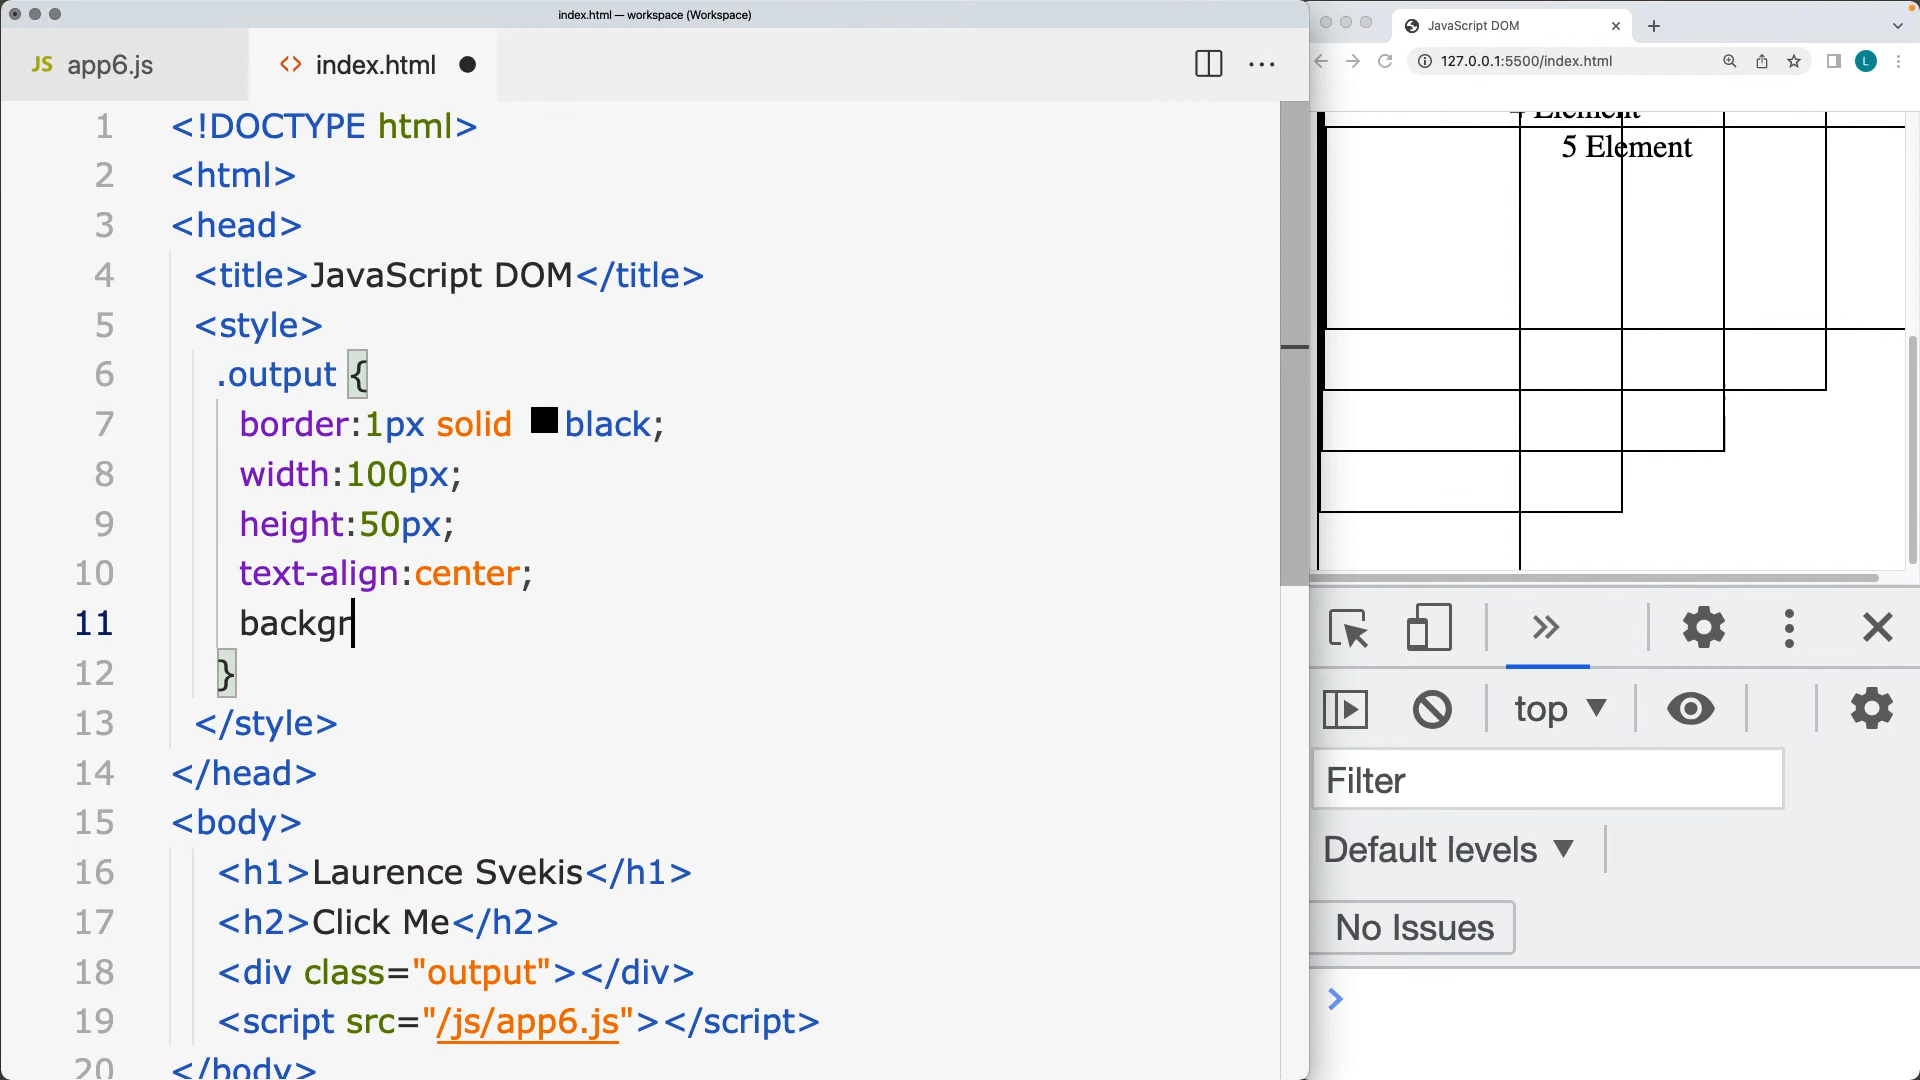 index.html — workspace (Workspace)
JS app6.js
<> index.html
1 <!DOCTYPE html>
2 <html>
3 <head>
4 <title>JavaScript DOM</title>
5 <style>
6 .output {
7 border:1px solid black;
8 width:100px;
9 height:50px;
10 text-align:center;
11 backgr
12 }
13 </style>
14 </head>
15 <body>
16 <h1>Laurence Svekis</h1>
17 <h2>Click Me</h2>
18 <div class="output"></div>
19 <script src="/js/app6.js"></script>
20 </body>
JavaScript DOM
127.0.0.1:5500/index.html
L
4 Element
5 Element
top
Filter
Default levels
No Issues